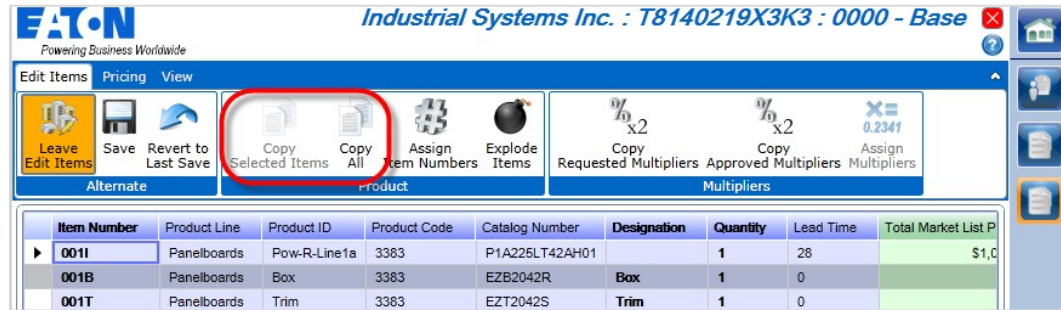 EATON
Powering Business Worldwide
Industrial Systems Inc. : T8140219X3K3 : 0000 - Base
Edit Items Pricing View
Leave Edit Items
Save
Revert to Last Save
Copy Selected Items
Copy All
Assign Item Numbers
Explode Items
%x2
Copy Requested Multipliers
%x2
Copy Approved Multipliers
X=
0.2341
Assign Multipliers
Alternate Product Multipliers
Item Number Product Line Product ID Product Code Catalog Number Designation Quantity Lead Time Total Market List P
001I Panelboards Pow-R-Line1a 3383 P1A225LT42AH01 1 28 $1,0
001B Panelboards Box 3383 EZB2042R Box 1 0
001T Panelboards Trim 3383 EZT2042S Trim 1 0